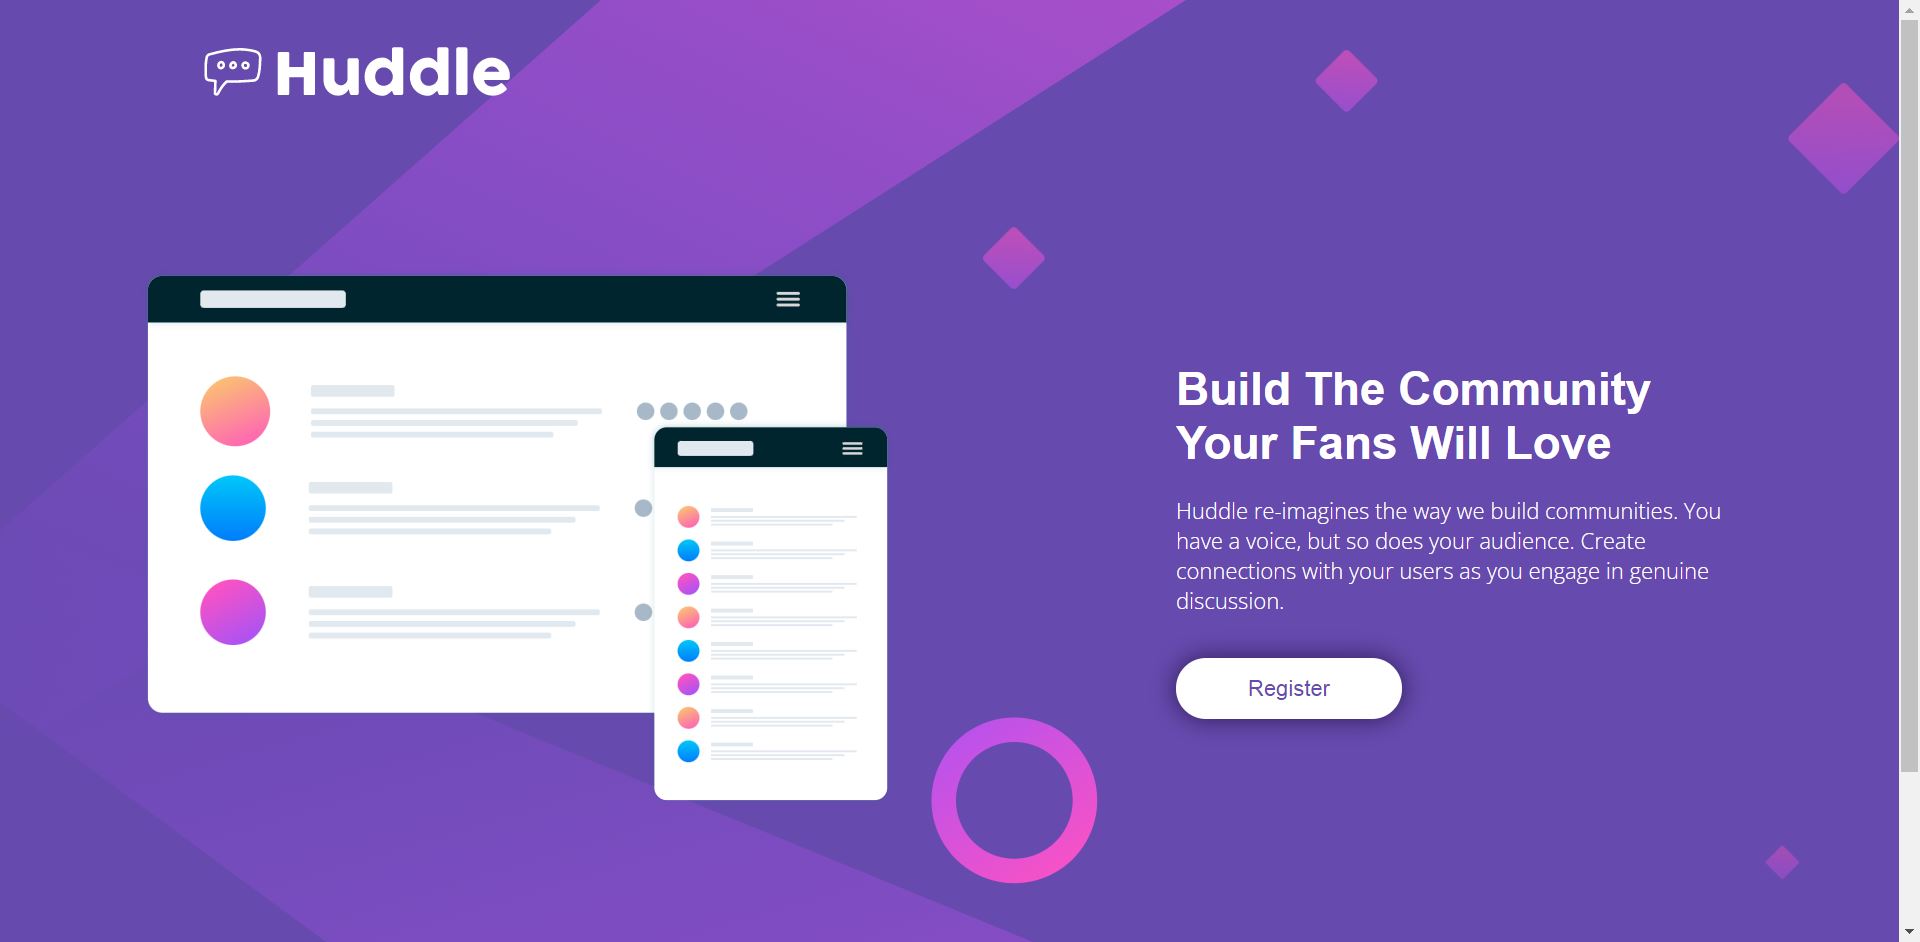 Huddle
Build The Community
Your Fans Will Love
Huddle re-imagines the way we build communities. You
have a voice, but so does your audience. Create
connections with your users as you engage in genuine
discussion.
Register